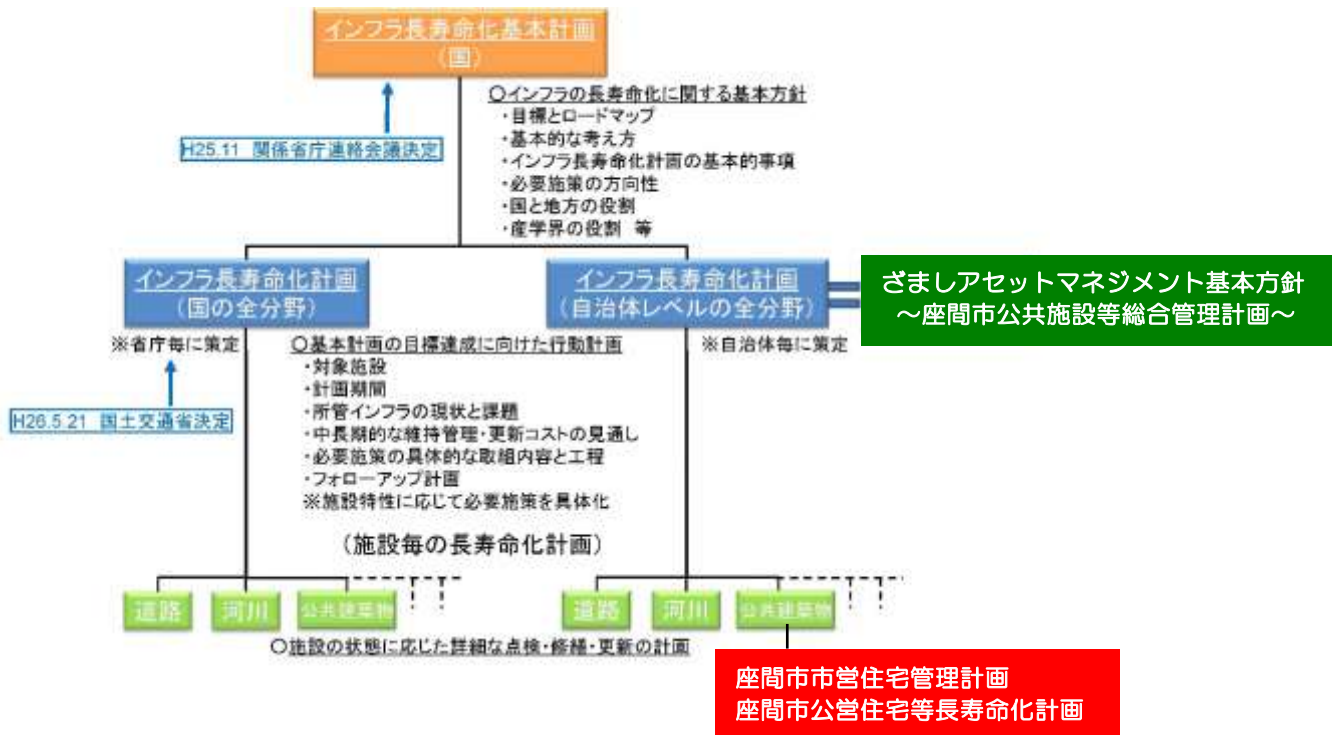 インフラ長寿命化基本計画
(国)
〇インフラの長寿命化に関する基本方針
・目標とロードマップ
・基本的な考え方
・インフラ長寿命化計画の基本的事項
・必要施策の方向性
・国と地方の役割
・産学界の役割 等
H25.11 関係省庁連絡会議決定
インフラ長寿命化計画
(国の全分野)
インフラ長寿命化計画
(自治体レベルの全分野)
ざましアセットマネジメント基本方針
～座間市公共施設等総合管理計画～
※省庁毎に策定
〇基本計画の目標達成に向けた行動計画
・対象施設
・計画期間
・所管インフラの現状と課題
・中長期的な維持管理・更新コストの見通し
・必要施策の具体的な取組内容と工程
・フォローアップ計画
※施設特性に応じて必要施策を具体化
※自治体毎に策定
H26.5.21 国土交通省決定
(施設毎の長寿命化計画)
道路
河川
公共建築物
道路
河川
公共建築物
〇施設の状態に応じた詳細な点検・修繕・更新の計画
座間市市営住宅管理計画
座間市公営住宅等長寿命化計画